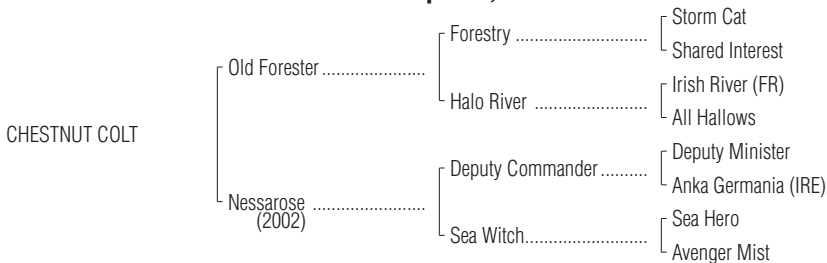 Storm Cat
Forestry
Shared Interest
Old Forester
Irish River (FR)
Halo River
All Hallows
CHESTNUT COLT
Deputy Minister
Deputy Commander
Anka Germania (IRE)
Nessarose
(2002)
Sea Hero
Sea Witch
Avenger Mist